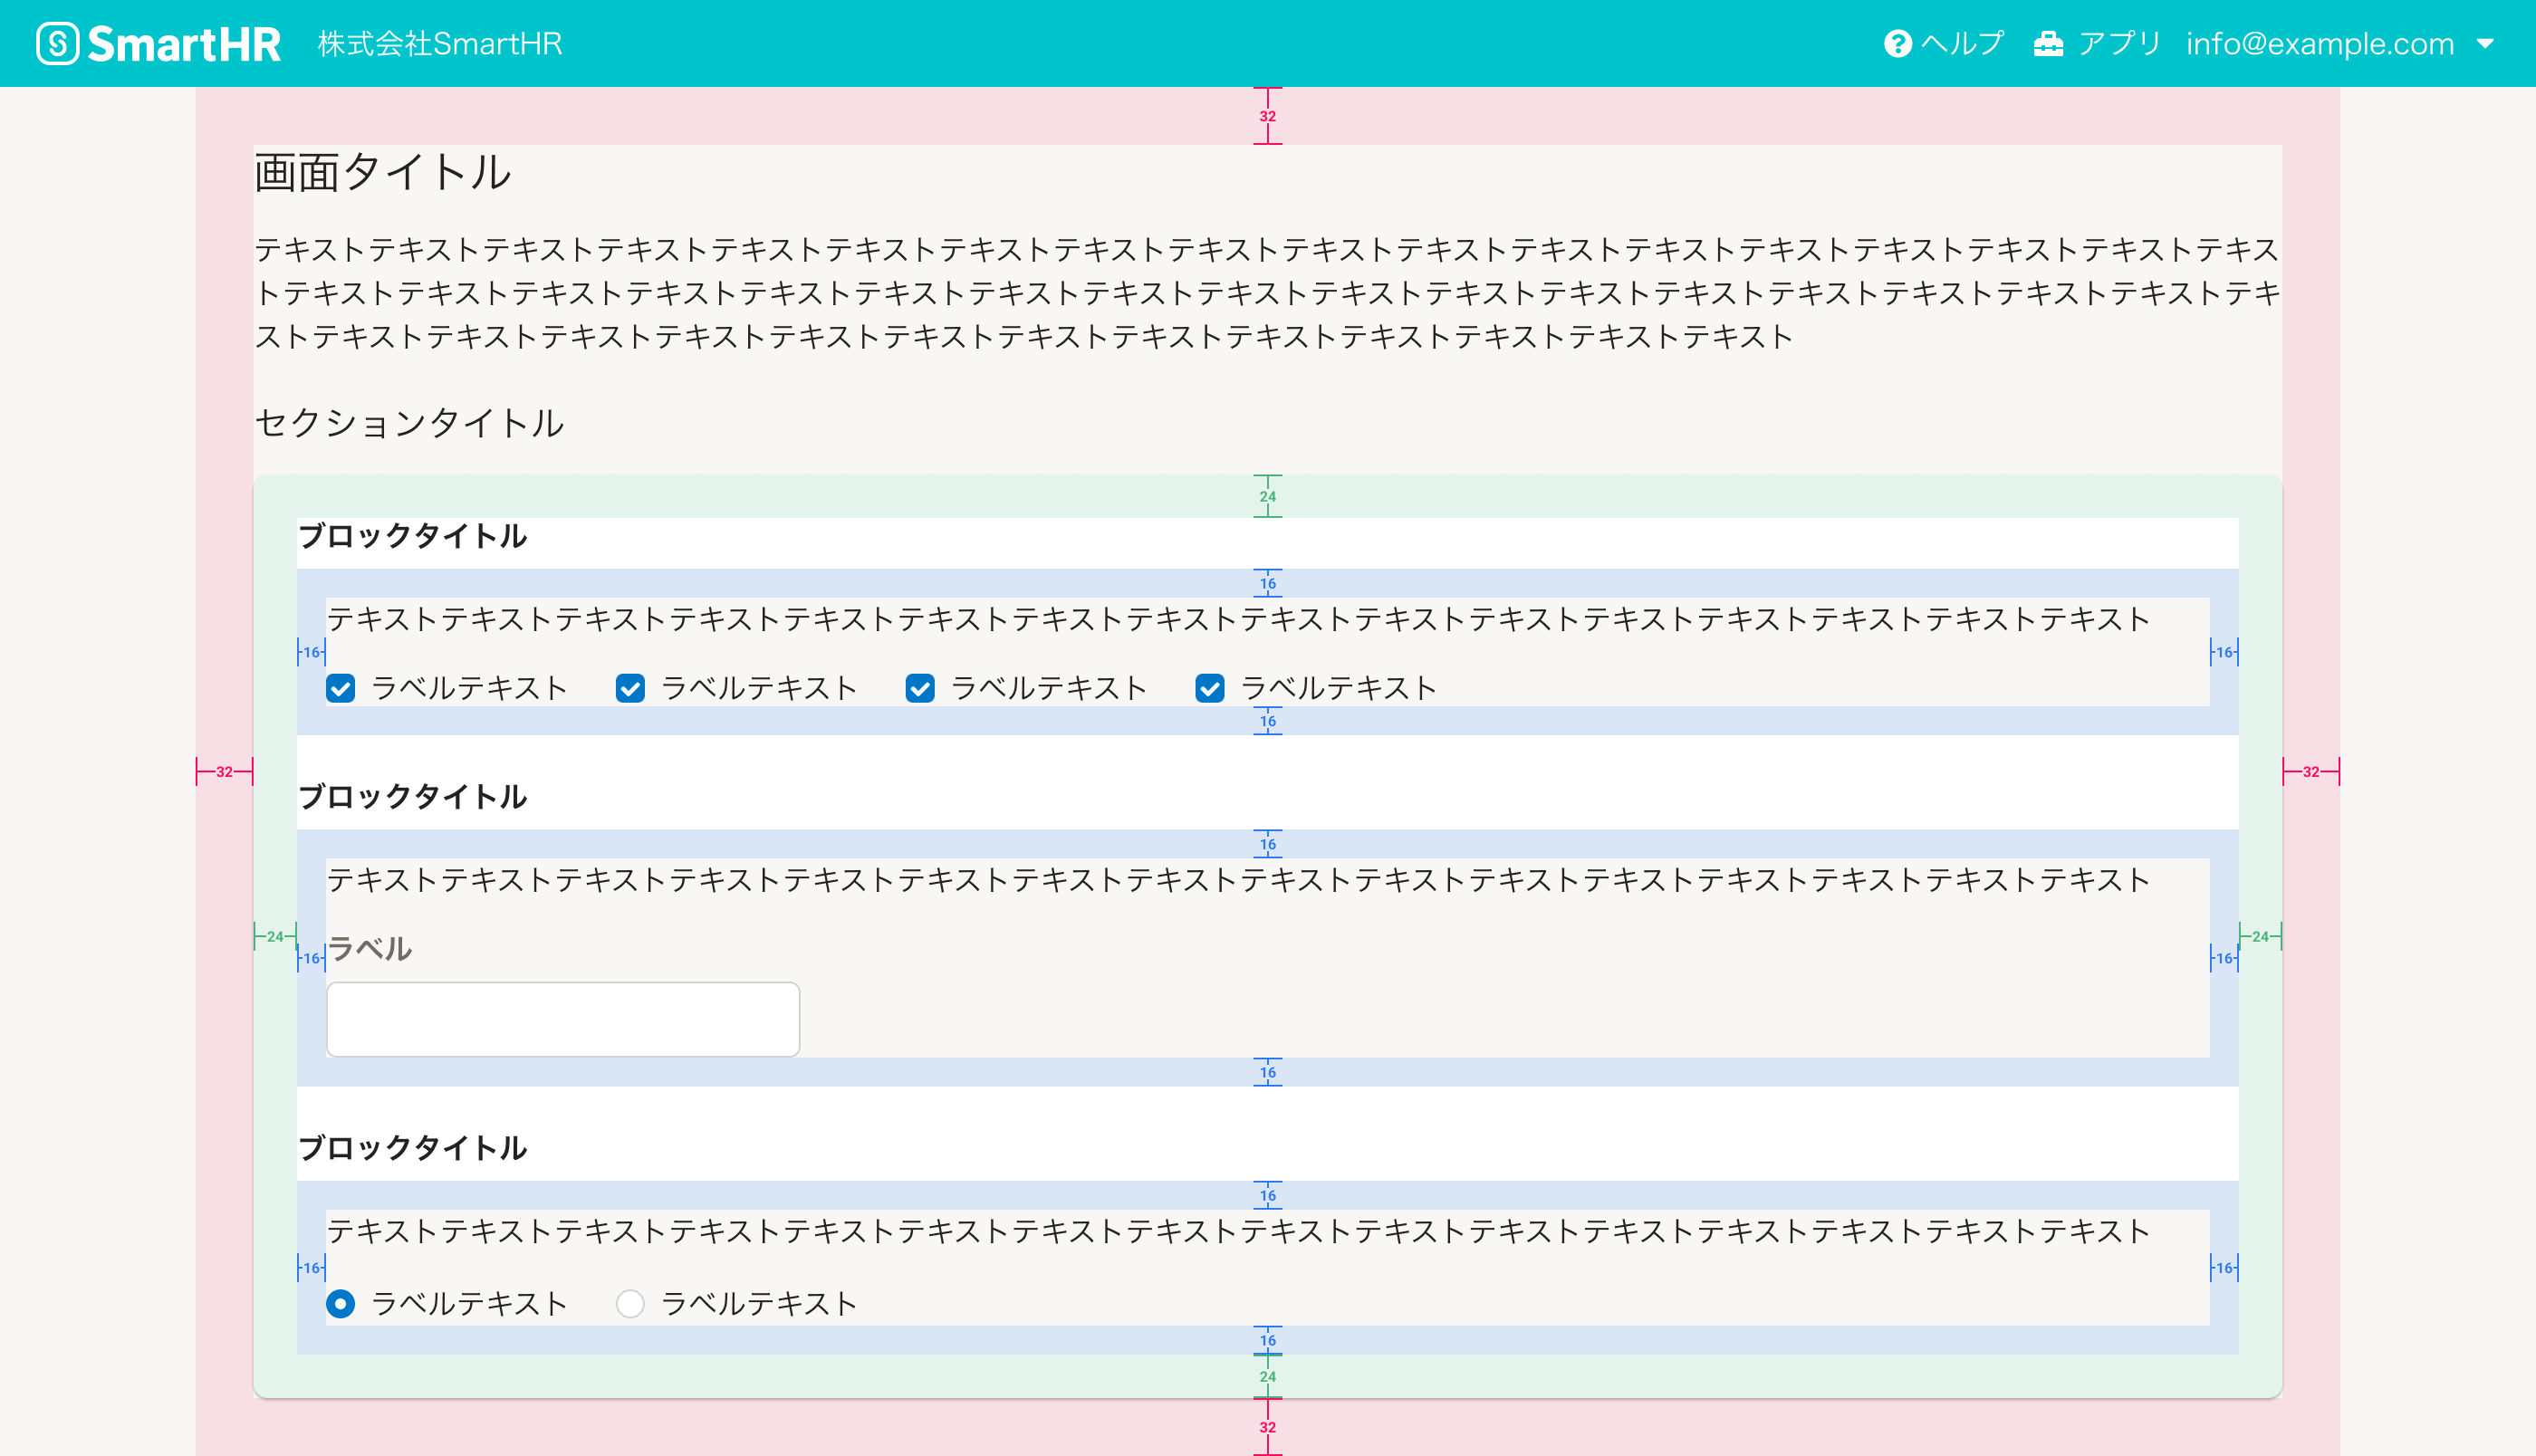 SmartHR 株式会社SmartHR ヘルプ アプリ info@example.com
32
画面タイトル
テキストテキストテキストテキストテキストテキストテキストテキストテキストテキストテキストテキストテキストテキストテキストテキストテキストテキス
トテキストテキストテキストテキストテキストテキストテキストテキストテキストテキストテキストテキストテキストテキストテキストテキストテキストテキ
ストテキストテキストテキストテキストテキストテキストテキストテキストテキストテキストテキストテキストテキスト
セクションタイトル
24
ブロックタイトル
16
テキストテキストテキストテキストテキストテキストテキストテキストテキストテキストテキストテキストテキストテキストテキストテキスト
16 16
ラベルテキスト ラベルテキスト ラベルテキスト ラベルテキスト
16
32 32
ブロックタイトル
16
テキストテキストテキストテキストテキストテキストテキストテキストテキストテキストテキストテキストテキストテキストテキストテキスト
24 24
ラベル
16 16
16
ブロックタイトル
16
テキストテキストテキストテキストテキストテキストテキストテキストテキストテキストテキストテキストテキストテキストテキストテキスト
16 16
ラベルテキスト ラベルテキスト
16
24
32